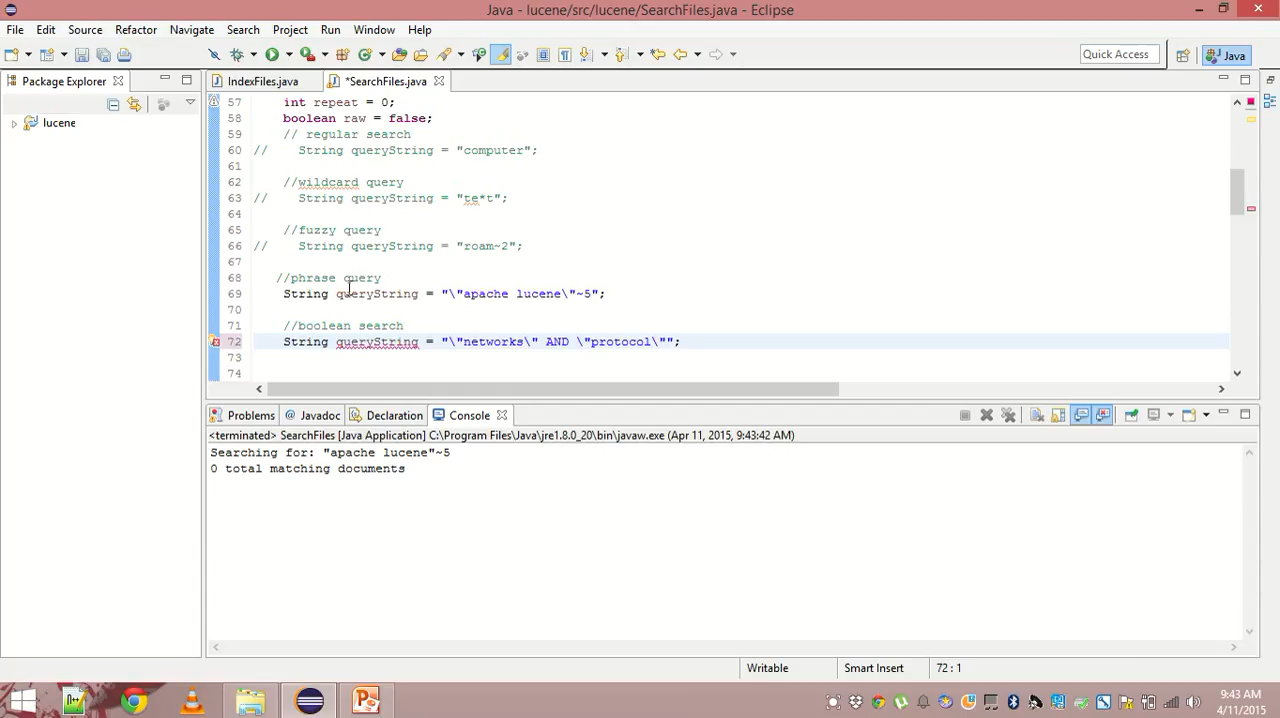 Java - lucene/src/lucene/SearchFiles.java - Eclipse
File Edit Source Refactor Navigate Search Project Run Window Help
Quick Access Java
Package Explorer IndexFiles.java *SearchFiles.java
lucene
57 int repeat = 0;
58 boolean raw = false;
59 // regular search
60 // String queryString = "computer";
61
62 //wildcard query
63 // String queryString = "te*t";
64
65 //fuzzy query
66 // String queryString = "roam~2";
67
68 //phrase query
69 String queryString = "\"apache lucene\"~5";
70
71 //boolean search
72 String queryString = "\"networks\" AND \"protocol\"";
73
74
Problems Javadoc Declaration Console
<terminated> SearchFiles [Java Application] C:\Program Files\Java\jre1.8.0_20\bin\javaw.exe (Apr 11, 2015, 9:43:42 AM)
Searching for: "apache lucene"~5
0 total matching documents
Writable Smart Insert 72 : 1
9:43 AM
4/11/2015